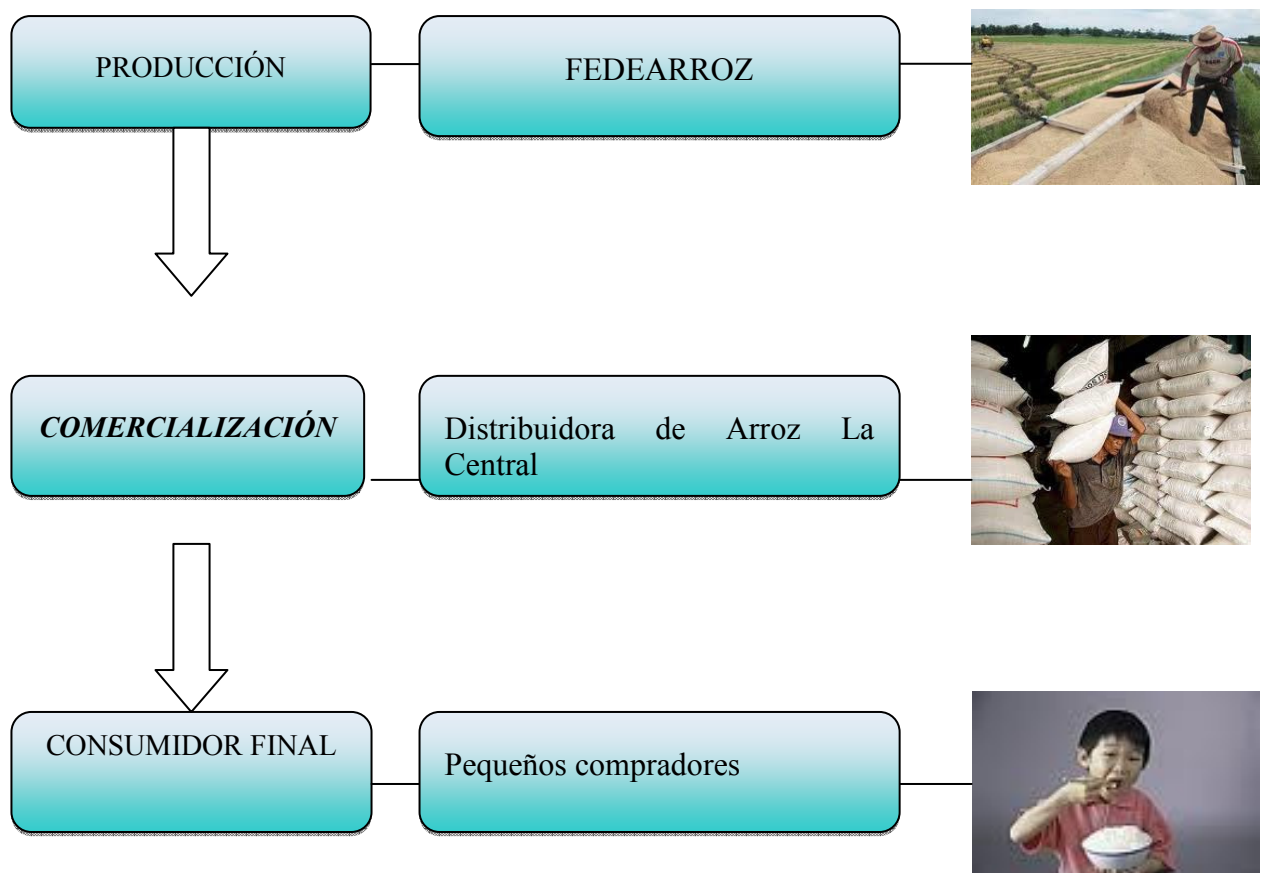 PRODUCCIÓN
FEDEARROZ
COMERCIALIZACIÓN
Distribuidora de Arroz La
Central
CONSUMIDOR FINAL
Pequeños compradores